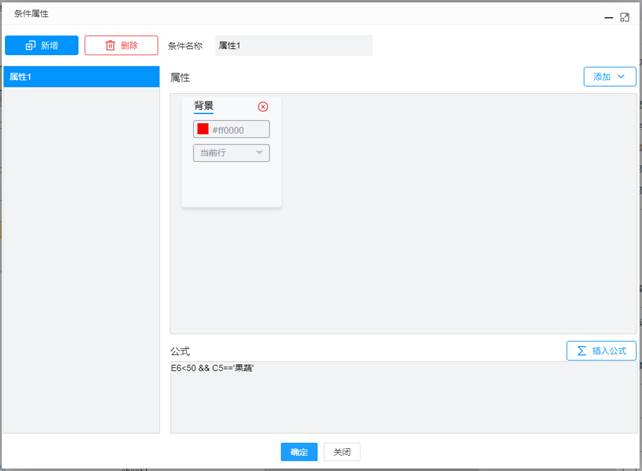 条件属性
新增
删除
条件名称
属性1
属性1
属性
添加
背景
#ff0000
当前行
公式
插入公式
E6<50 && C5=='果蔬'
确定
关闭